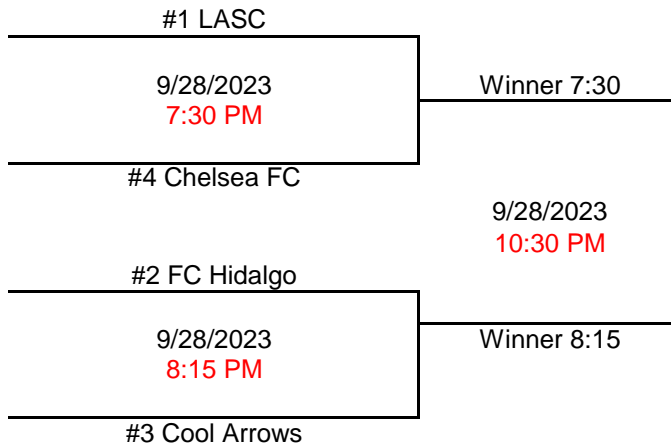 #1 LASC
9/28/2023
7:30 PM
Winner 7:30
#4 Chelsea FC
9/28/2023
10:30 PM
#2 FC Hidalgo
9/28/2023
8:15 PM
Winner 8:15
#3 Cool Arrows